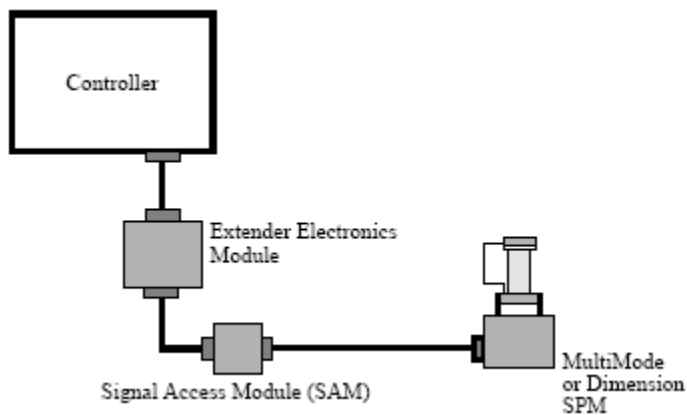 Controller
Extender Electronics
Module
Signal Access Module (SAM)
MultiMode
or Dimension
SPM